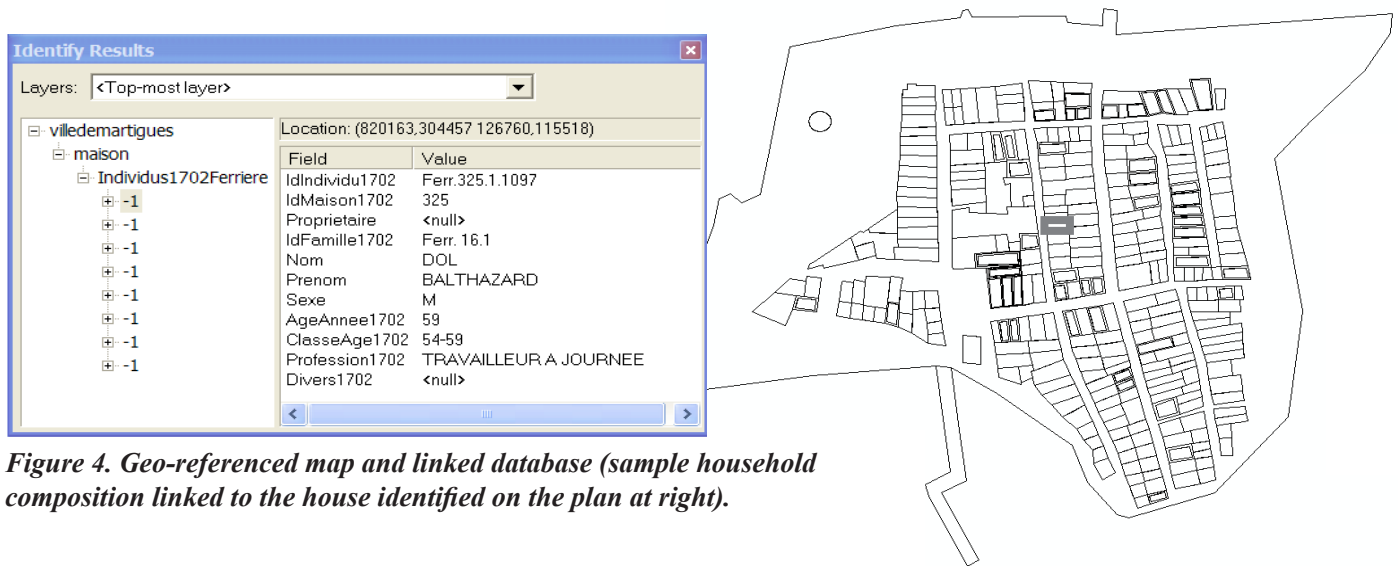 Identify Results
Layers: <Top-most layer>
villedemartigues
maison
Individus1702Ferriere
-1
-1
-1
-1
-1
-1
-1
-1
Location: (820163,304457 126760,115518)
Field Value
IdIndividu1702 Ferr.325.1.1097
IdMaison1702 325
Proprietaire <null>
IdFamille1702 Ferr. 16.1
Nom DOL
Prenom BALTHAZARD
Sexe M
AgeAnnee1702 59
ClasseAge1702 54-59
Profession1702 TRAVAILLEUR A JOURNEE
Divers1702 <null>
Figure 4. Geo-referenced map and linked database (sample household
composition linked to the house identified on the plan at right).